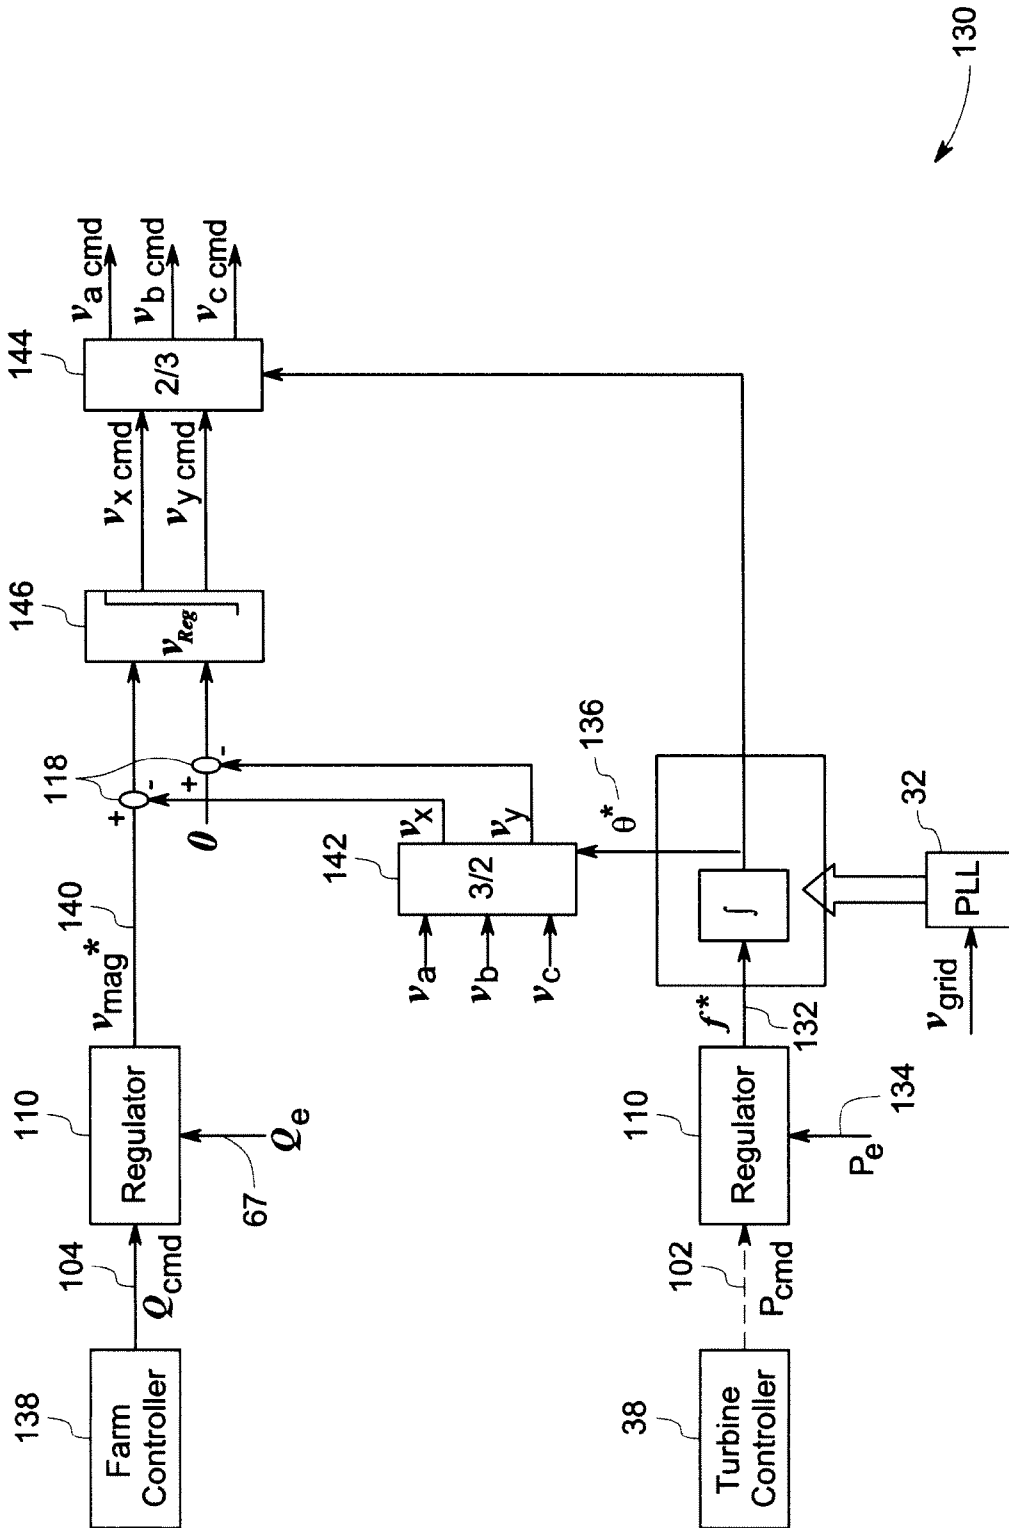 138
Farm
Controller
104
Q cmd
110
Regulator
67
Q e
v mag *
140
118
+
-
0
+
-
146
v Reg
v x cmd
v y cmd
144
2/3
v a cmd
v b cmd
v c cmd
142
3/2
v a
v b
v c
v x
v y
θ*
136
38
Turbine
Controller
102
P cmd
110
Regulator
P e
134
f*
132
∫
32
PLL
v grid
130